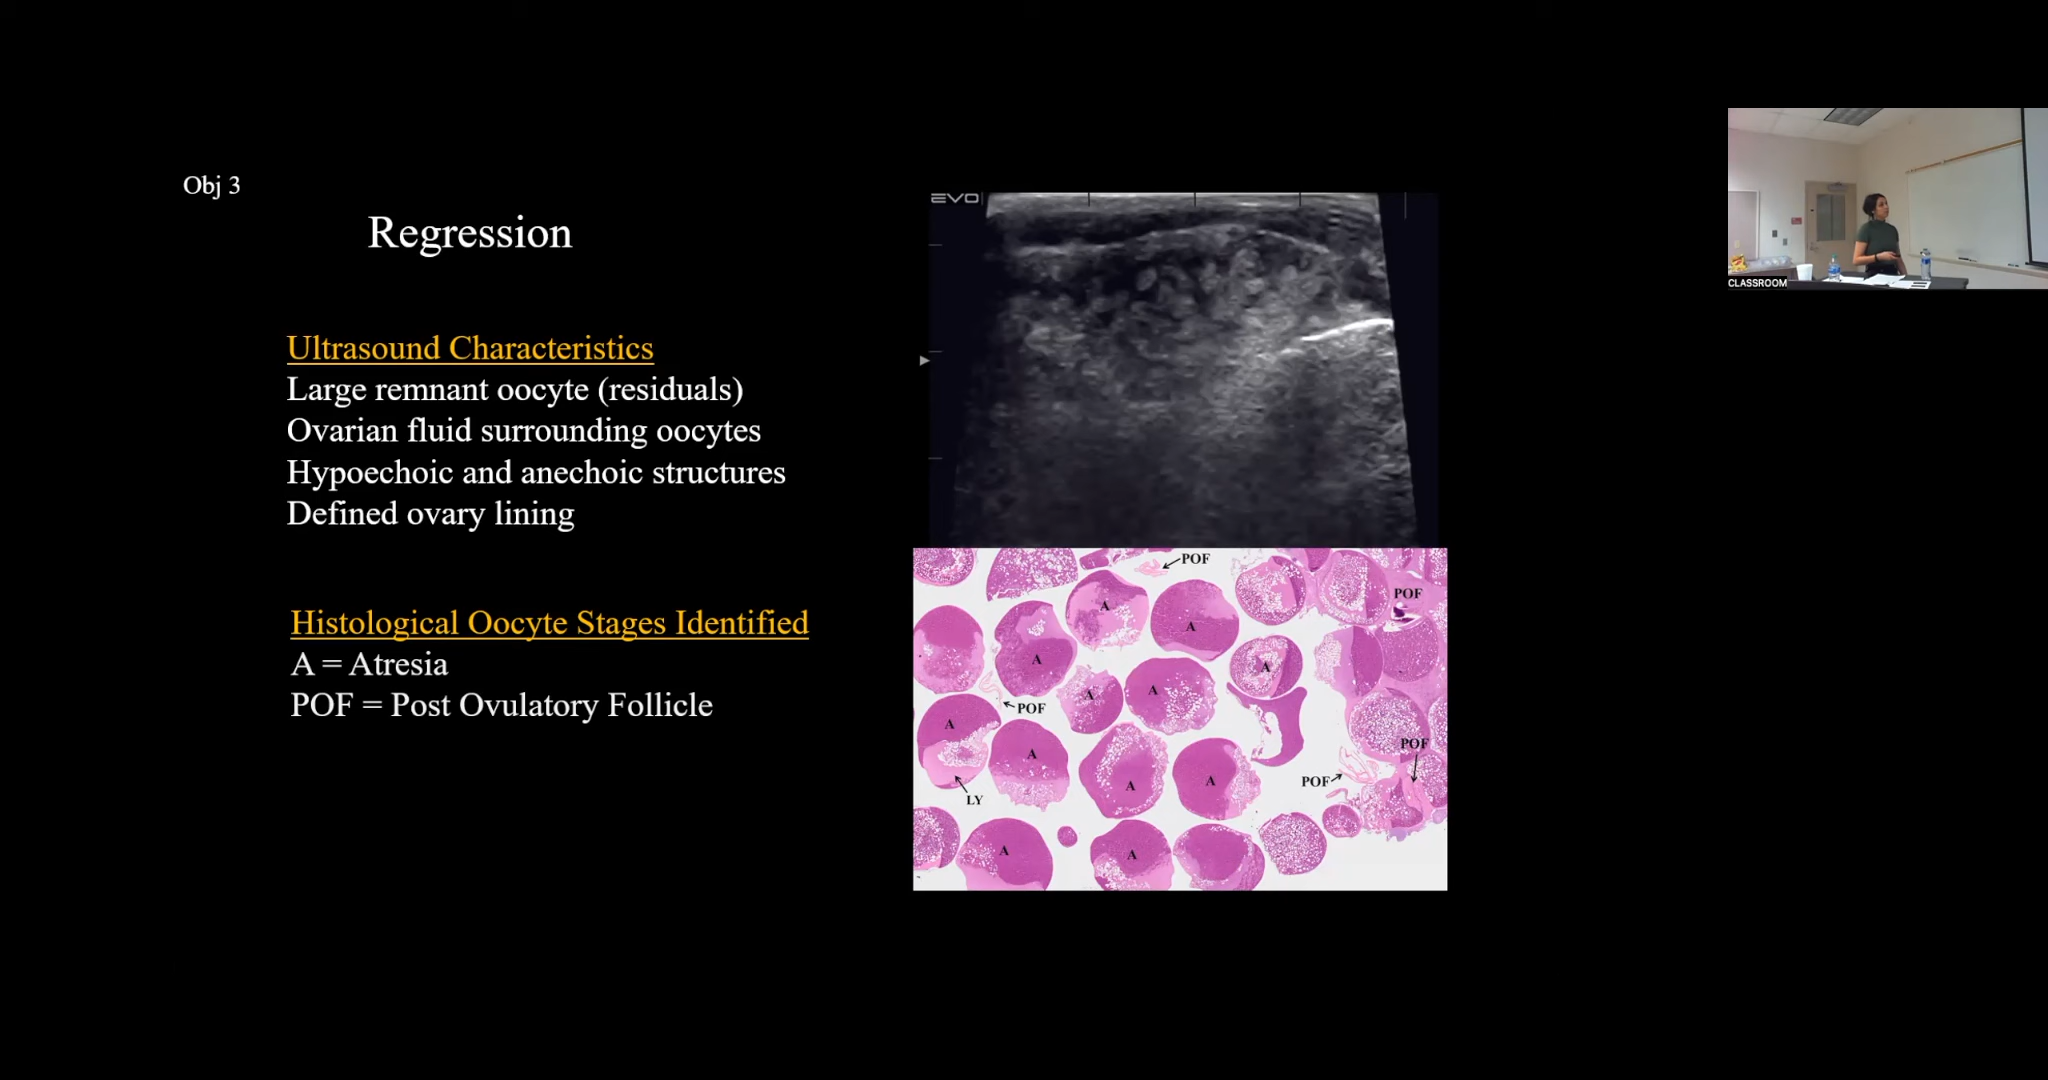 Obj 3
Regression
Ultrasound Characteristics
Large remnant oocyte (residuals)
Ovarian fluid surrounding oocytes
Hypoechoic and anechoic structures
Defined ovary lining
Histological Oocyte Stages Identified
A = Atresia
POF = Post Ovulatory Follicle
EVO
POF
POF
A
A
A
A
A
A
POF
A
A
POF
A
A
POF
LY
A
A
CLASSROOM